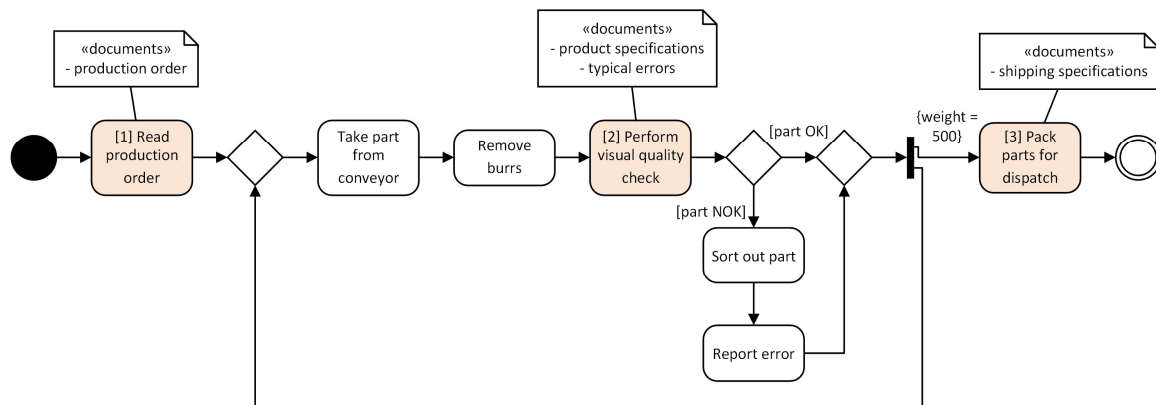 «documents»
- production order
[1] Read
production
order
Take part
from
conveyor
Remove
burrs
«documents»
- product specifications
- typical errors
[2] Perform
visual quality
check
[part OK]
[part NOK]
Sort out part
Report error
{weight =
500}
«documents»
- shipping specifications
[3] Pack
parts for
dispatch